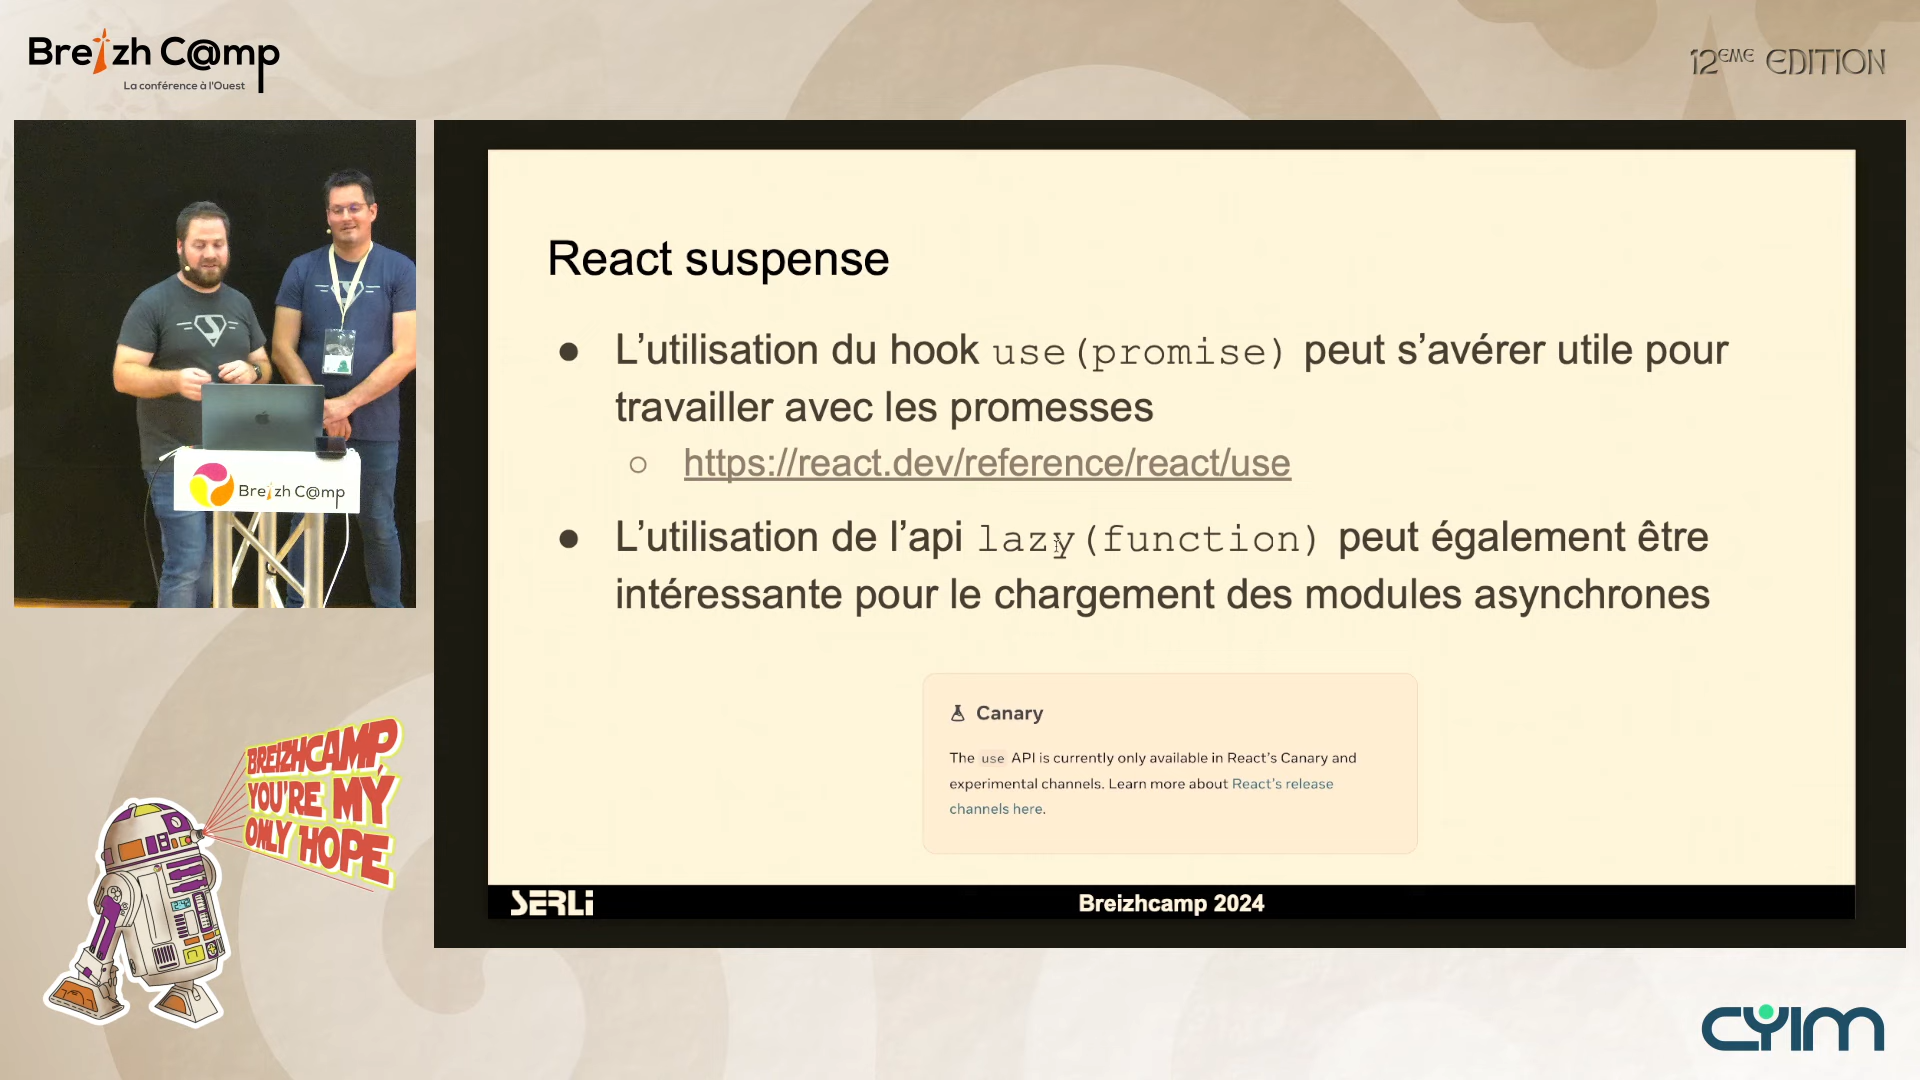 Breizh C@mp
La conférence à l'Ouest
12ÈME EDITION
Breizh C@mp
React suspense
● L’utilisation du hook use(promise) peut s’avérer utile pour
travailler avec les promesses
○ https://react.dev/reference/react/use
● L’utilisation de l’api lazy(function) peut également être
intéressante pour le chargement des modules asynchrones
Canary
The use API is currently only available in React’s Canary and
experimental channels. Learn more about React’s release
channels here.
SERLI
Breizhcamp 2024
BREIZHCAMP,
YOU'RE MY
ONLY HOPE
CYIM